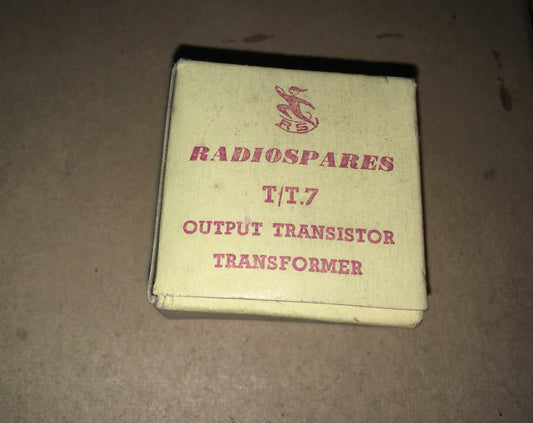 RS
RADIOSPARES
T/T.7
OUTPUT TRANSISTOR
TRANSFORMER